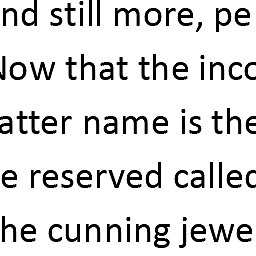 nd still more, pe
Now that the inco
atter name is the
e reserved called
he cunning jewe